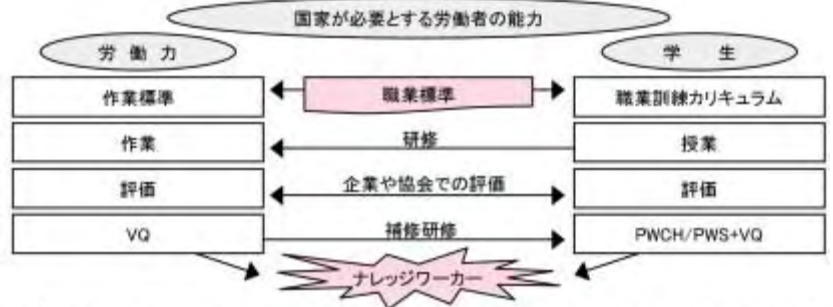 国家が必要とする労働者の能力
労働力
学生
作業標準
職業標準
職業訓練カリキュラム
作業
研修
授業
評価
企業や協会での評価
評価
VQ
補修研修
PWCH/PWS+VQ
ナレッジワーカー